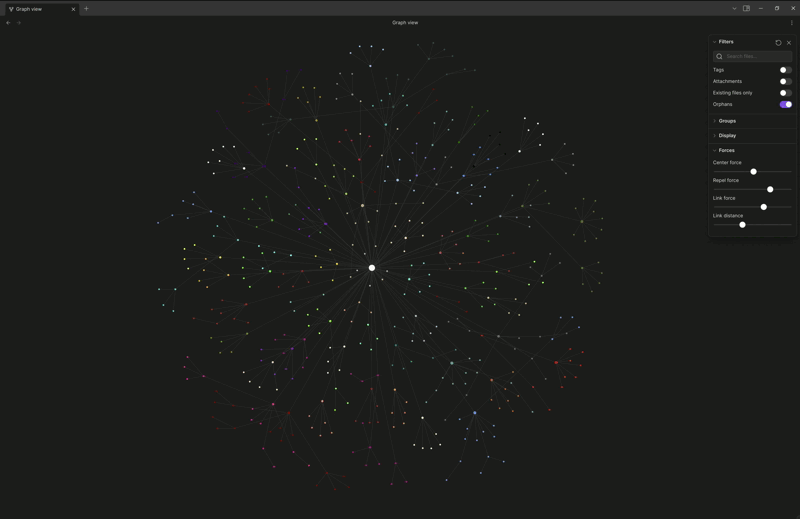 Graph view
Graph view
Filters
Search files...
Tags
Attachments
Existing files only
Orphans
Groups
Display
Forces
Center force
Repel force
Link force
Link distance